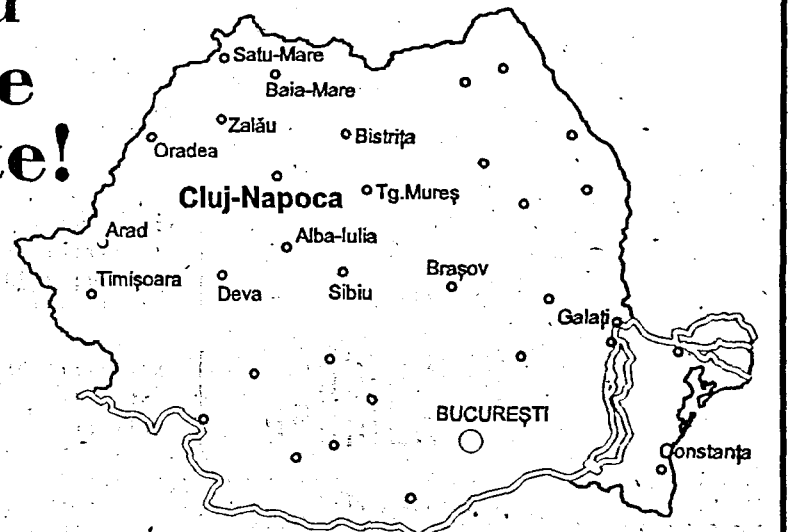 e
te!
Satu-Mare
Baia-Mare
Zalău
Bistrița
Oradea
Cluj-Napoca
Tg.Mureș
Arad
Alba-Iulia
Timișoara
Deva
Sibiu
Brașov
Galați
BUCUREȘTI
Constanța